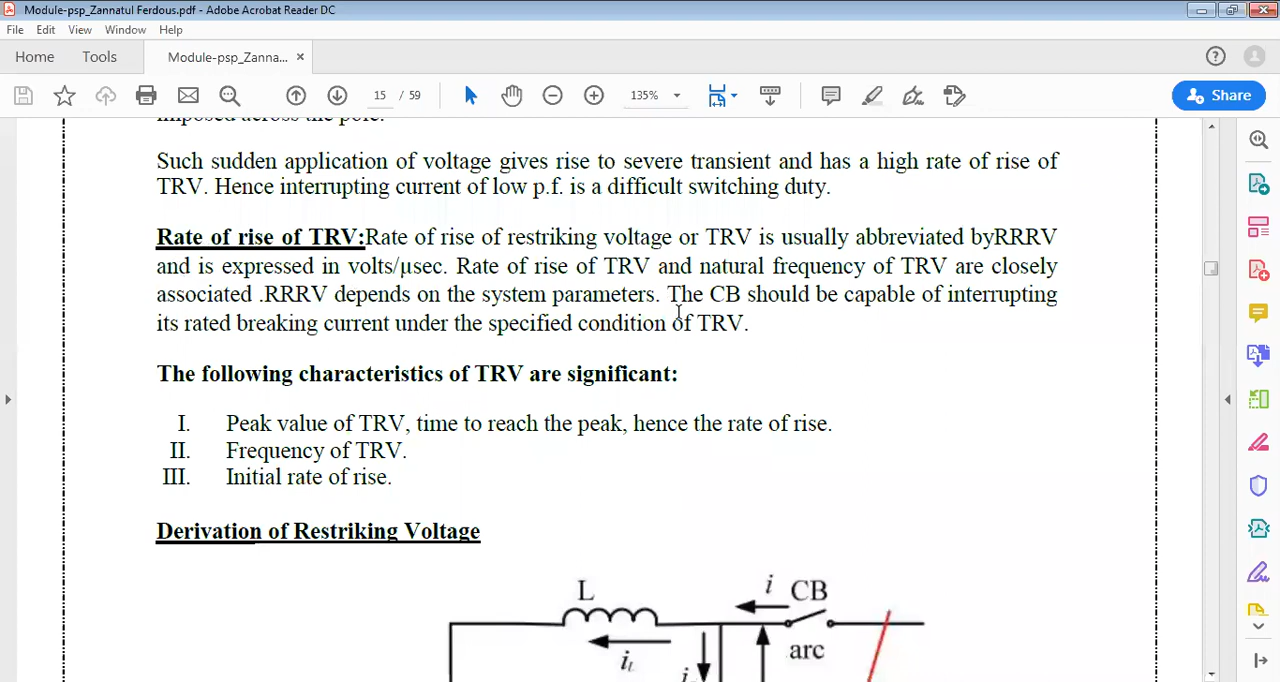 Module-psp_Zannatul Ferdous.pdf - Adobe Acrobat Reader DC
File Edit View Window Help
Home Tools Module-psp_Zanna... ×
15 / 59 135% Share
imposed across the pole.
Such sudden application of voltage gives rise to severe transient and has a high rate of rise of
TRV. Hence interrupting current of low p.f. is a difficult switching duty.
Rate of rise of TRV:Rate of rise of restriking voltage or TRV is usually abbreviated byRRRV
and is expressed in volts/µsec. Rate of rise of TRV and natural frequency of TRV are closely
associated .RRRV depends on the system parameters. The CB should be capable of interrupting
its rated breaking current under the specified condition of TRV.
The following characteristics of TRV are significant:
I. Peak value of TRV, time to reach the peak, hence the rate of rise.
II. Frequency of TRV.
III. Initial rate of rise.
Derivation of Restriking Voltage
L i CB
arc